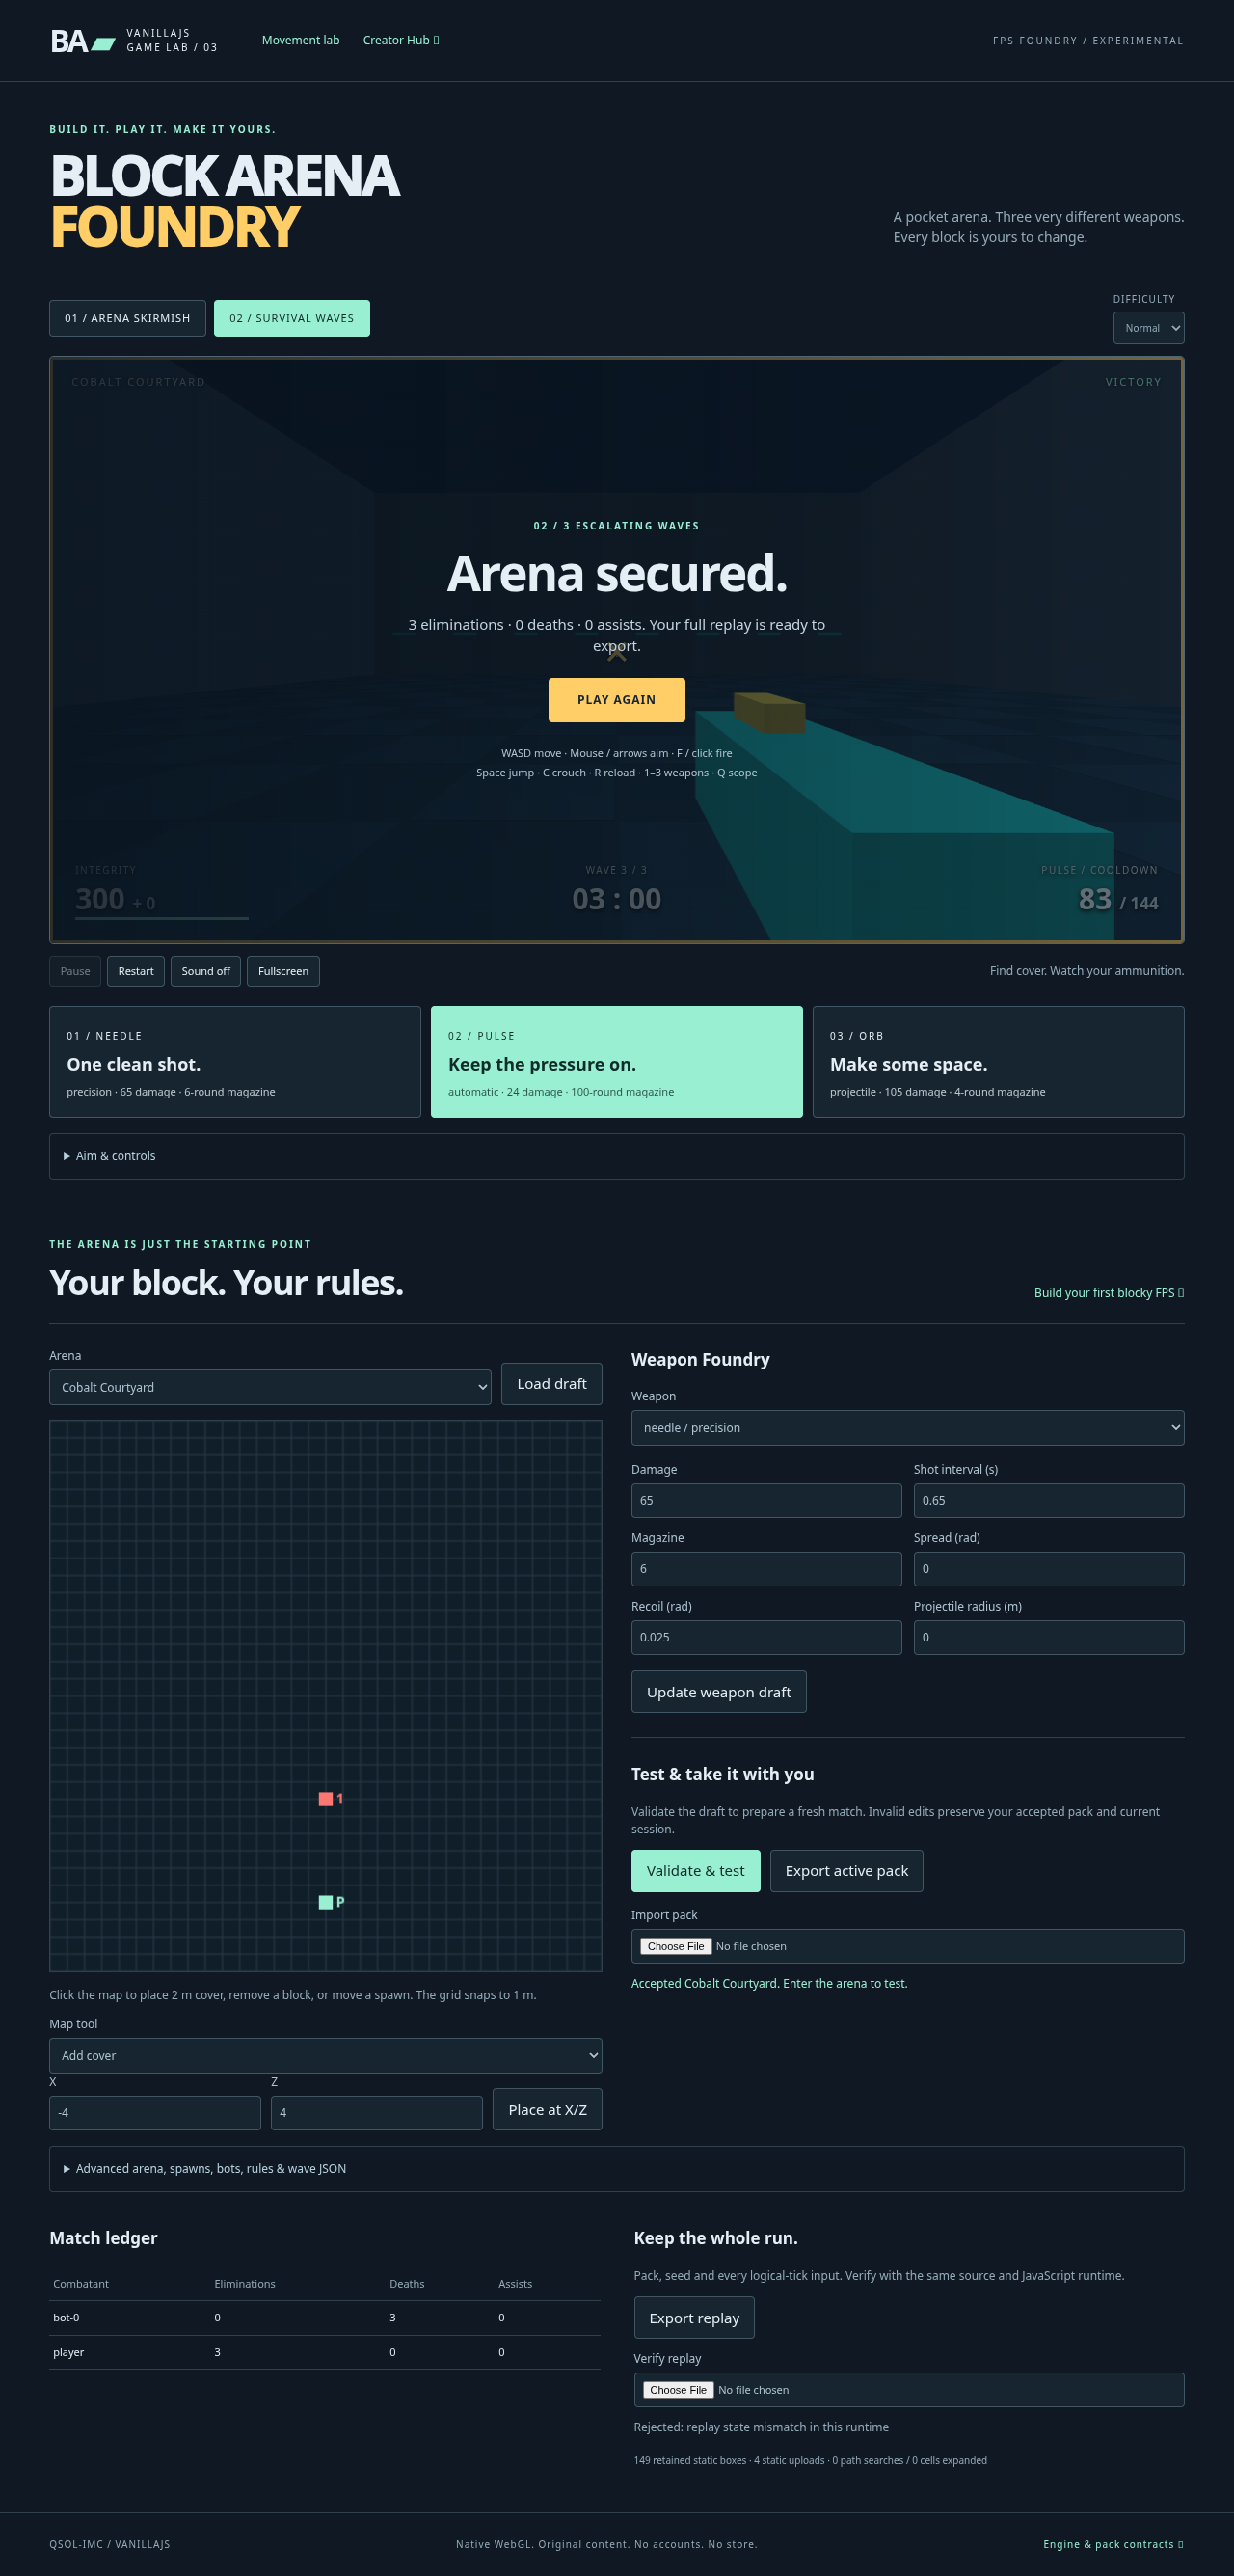 BA
VANILLAJS
GAME LAB / 03
Movement lab
Creator Hub
FPS FOUNDRY / EXPERIMENTAL
BUILD IT. PLAY IT. MAKE IT YOURS.
BLOCK ARENA
FOUNDRY
A pocket arena. Three very different weapons.
Every block is yours to change.
01 / ARENA SKIRMISH
02 / SURVIVAL WAVES
DIFFICULTY
Normal
COBALT COURTYARD
VICTORY
02 / 3 ESCALATING WAVES
Arena secured.
3 eliminations · 0 deaths · 0 assists. Your full replay is ready to
export.
PLAY AGAIN
WASD move · Mouse / arrows aim · F / click fire
Space jump · C crouch · R reload · 1–3 weapons · Q scope
INTEGRITY
300 + 0
WAVE 3 / 3
03 : 00
PULSE / COOLDOWN
83 / 144
Pause
Restart
Sound off
Fullscreen
Find cover. Watch your ammunition.
01 / NEEDLE
One clean shot.
precision · 65 damage · 6-round magazine
02 / PULSE
Keep the pressure on.
automatic · 24 damage · 100-round magazine
03 / ORB
Make some space.
projectile · 105 damage · 4-round magazine
Aim & controls
THE ARENA IS JUST THE STARTING POINT
Your block. Your rules.
Build your first blocky FPS
Arena
Cobalt Courtyard
Load draft
1
P
Click the map to place 2 m cover, remove a block, or move a spawn. The grid snaps to 1 m.
Map tool
Add cover
X
Z
-4
4
Place at X/Z
Weapon Foundry
Weapon
needle / precision
Damage
Shot interval (s)
65
0.65
Magazine
Spread (rad)
6
0
Recoil (rad)
Projectile radius (m)
0.025
0
Update weapon draft
Test & take it with you
Validate the draft to prepare a fresh match. Invalid edits preserve your accepted pack and current
session.
Validate & test
Export active pack
Import pack
Choose File No file chosen
Accepted Cobalt Courtyard. Enter the arena to test.
Advanced arena, spawns, bots, rules & wave JSON
Match ledger
Combatant Eliminations Deaths Assists
bot-0 0 3 0
player 3 0 0
Keep the whole run.
Pack, seed and every logical-tick input. Verify with the same source and JavaScript runtime.
Export replay
Verify replay
Choose File No file chosen
Rejected: replay state mismatch in this runtime
149 retained static boxes · 4 static uploads · 0 path searches / 0 cells expanded
QSOL-IMC / VANILLAJS
Native WebGL. Original content. No accounts. No store.
Engine & pack contracts